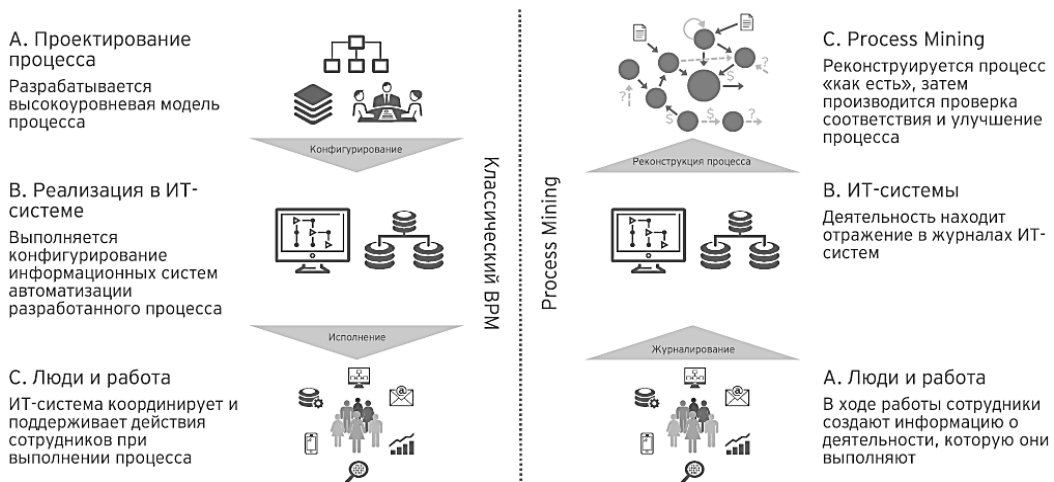 А. Проектирование
процесса
Разрабатывается
высокоуровневая модель
процесса
Конфигурирование
В. Реализация в ИТ-
системе
Выполняется
конфигурирование
информационных систем
автоматизации
разработанного процесса
Исполнение
С. Люди и работа
ИТ-система координирует и
поддерживает действия
сотрудников при
выполнении процесса
Классический BPM
Process Mining
?
$
?
?
$
$
?
C. Process Mining
Реконструируется процесс
«как есть», затем
производится проверка
соответствия и улучшение
процесса
Реконструкция процесса
В. ИТ-системы
Деятельность находит
отражение в журналах ИТ-
систем
Журналирование
А. Люди и работа
В ходе работы сотрудники
создают информацию о
деятельности, которую они
выполняют
@
@